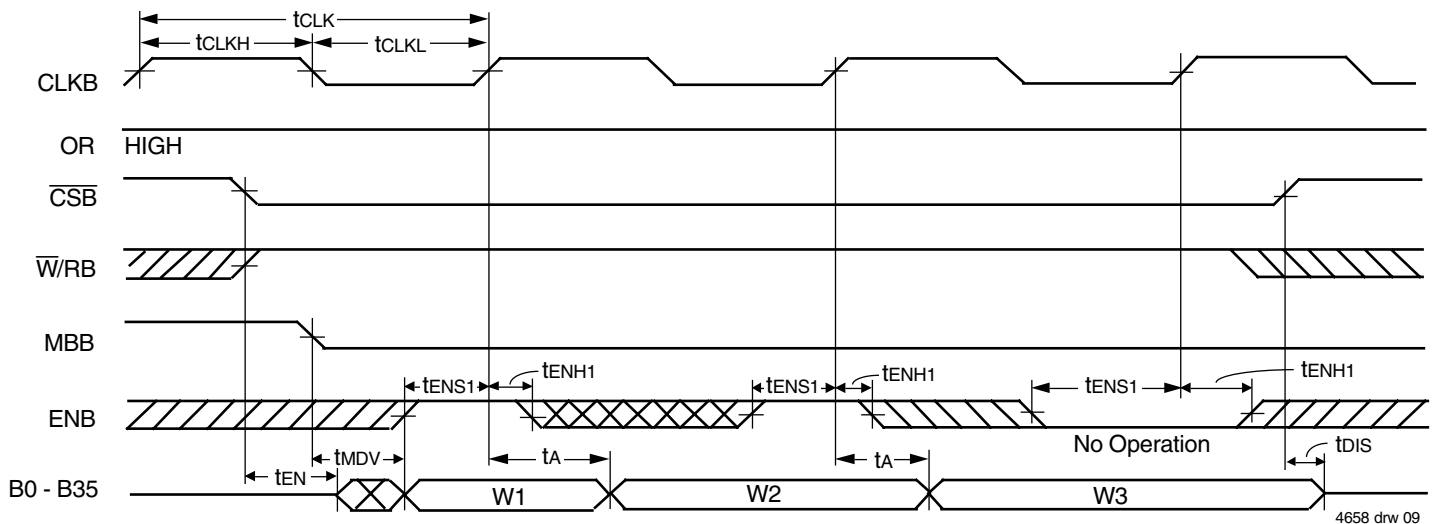 tCLK
tCLKH tCLKL
CLKB
OR HIGH
CSB
W/RB
MBB
tENS1 tENH1 tENS1 tENH1 tENS1 tENH1
ENB
No Operation
tEN tMDV tA tA tDIS
B0 - B35 W1 W2 W3
4658 drw 09